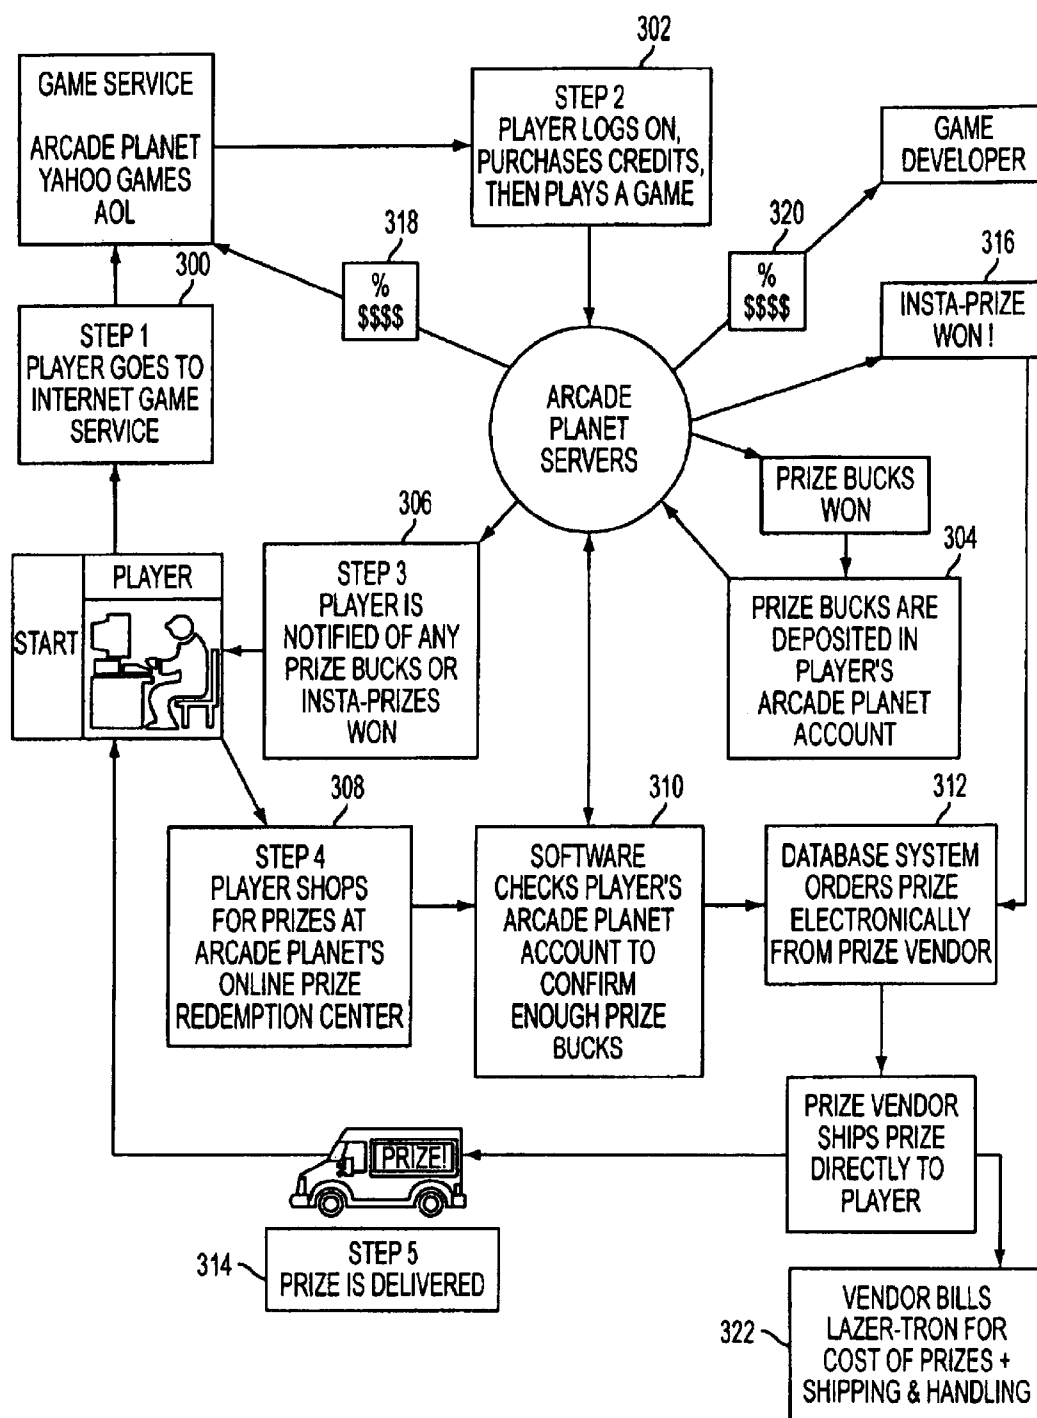 302
GAME SERVICE
ARCADE PLANET
YAHOO GAMES
AOL
STEP 2
PLAYER LOGS ON,
PURCHASES CREDITS,
THEN PLAYS A GAME
GAME
DEVELOPER
318
%
$$$$
320
%
$$$$
316
INSTA-PRIZE
WON !
300
STEP 1
PLAYER GOES TO
INTERNET GAME
SERVICE
ARCADE
PLANET
SERVERS
PRIZE BUCKS
WON
306
STEP 3
PLAYER IS
NOTIFIED OF ANY
PRIZE BUCKS OR
INSTA-PRIZES
WON
304
PRIZE BUCKS ARE
DEPOSITED IN
PLAYER'S
ARCADE PLANET
ACCOUNT
START
PLAYER
308
STEP 4
PLAYER SHOPS
FOR PRIZES AT
ARCADE PLANET'S
ONLINE PRIZE
REDEMPTION CENTER
310
SOFTWARE
CHECKS PLAYER'S
ARCADE PLANET
ACCOUNT TO
CONFIRM
ENOUGH PRIZE
BUCKS
312
DATABASE SYSTEM
ORDERS PRIZE
ELECTRONICALLY
FROM PRIZE VENDOR
PRIZE VENDOR
SHIPS PRIZE
DIRECTLY TO
PLAYER
PRIZE!
314
STEP 5
PRIZE IS DELIVERED
322
VENDOR BILLS
LAZER-TRON FOR
COST OF PRIZES +
SHIPPING & HANDLING